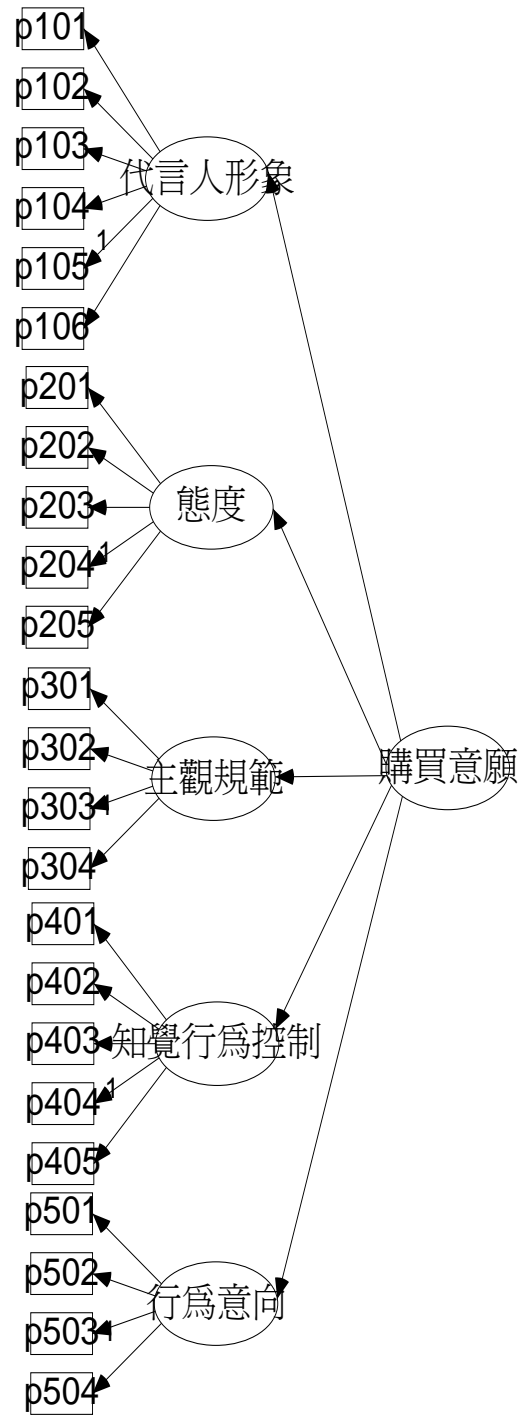 p101
p102
p103
p104
p105
1
p106
代言人形象
p201
p202
p203
p204
1
p205
態度
p301
p302
p303
1
p304
主觀規範
購買意願
p401
p402
p403
p404
1
p405
知覺行為控制
p501
p502
p503
1
p504
行為意向